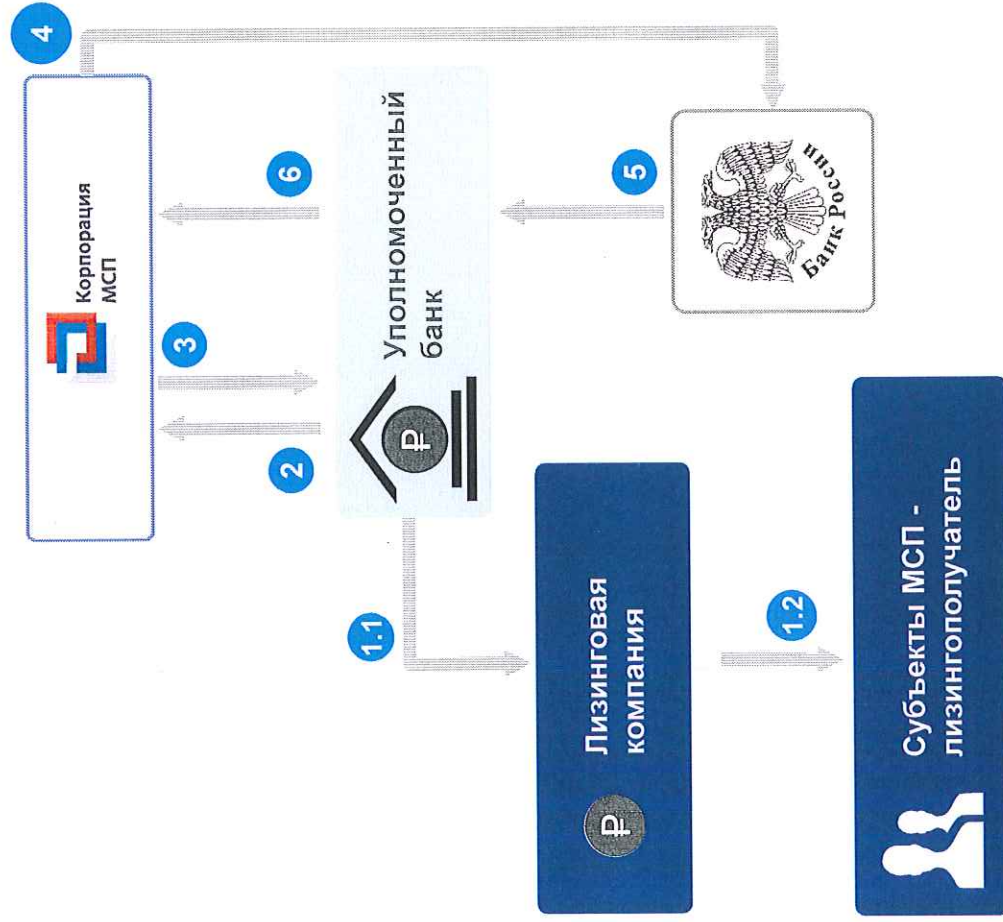 4
Корпорация
МСП
3
6
2
Уполномоченный
банк
₽
5
Банк России
1.1
Лизинговая
компания
₽
1.2
Субъекты МСП -
лизингополучатель